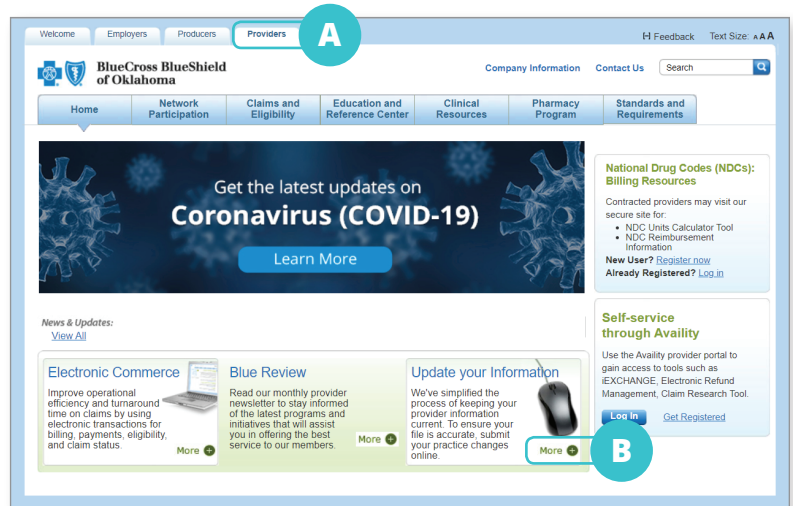 Welcome Employers Producers Providers A Feedback Text Size: A A A
BlueCross BlueShield
of Oklahoma
Company Information Contact Us Search
Home
Network
Participation
Claims and
Eligibility
Education and
Reference Center
Clinical
Resources
Pharmacy
Program
Standards and
Requirements
Get the latest updates on
Coronavirus (COVID-19)
Learn More
National Drug Codes (NDCs):
Billing Resources
Contracted providers may visit our
secure site for:
• NDC Units Calculator Tool
• NDC Reimbursement
Information
New User? Register now
Already Registered? Log in
News & Updates:
View All
Self-service
through Availity
Use the Availity provider portal to
gain access to tools such as
iEXCHANGE, Electronic Refund
Management, Claim Research Tool.
Log In Get Registered
Electronic Commerce
Improve operational
efficiency and turnaround
time on claims by using
electronic transactions for
billing, payments, eligibility,
and claim status.
More
Blue Review
Read our monthly provider
newsletter to stay informed
of the latest programs and
initiatives that will assist
you in offering the best
service to our members.
More
Update your Information
We've simplified the
process of keeping your
provider information
current. To ensure your
file is accurate, submit
your practice changes
online.
More
B